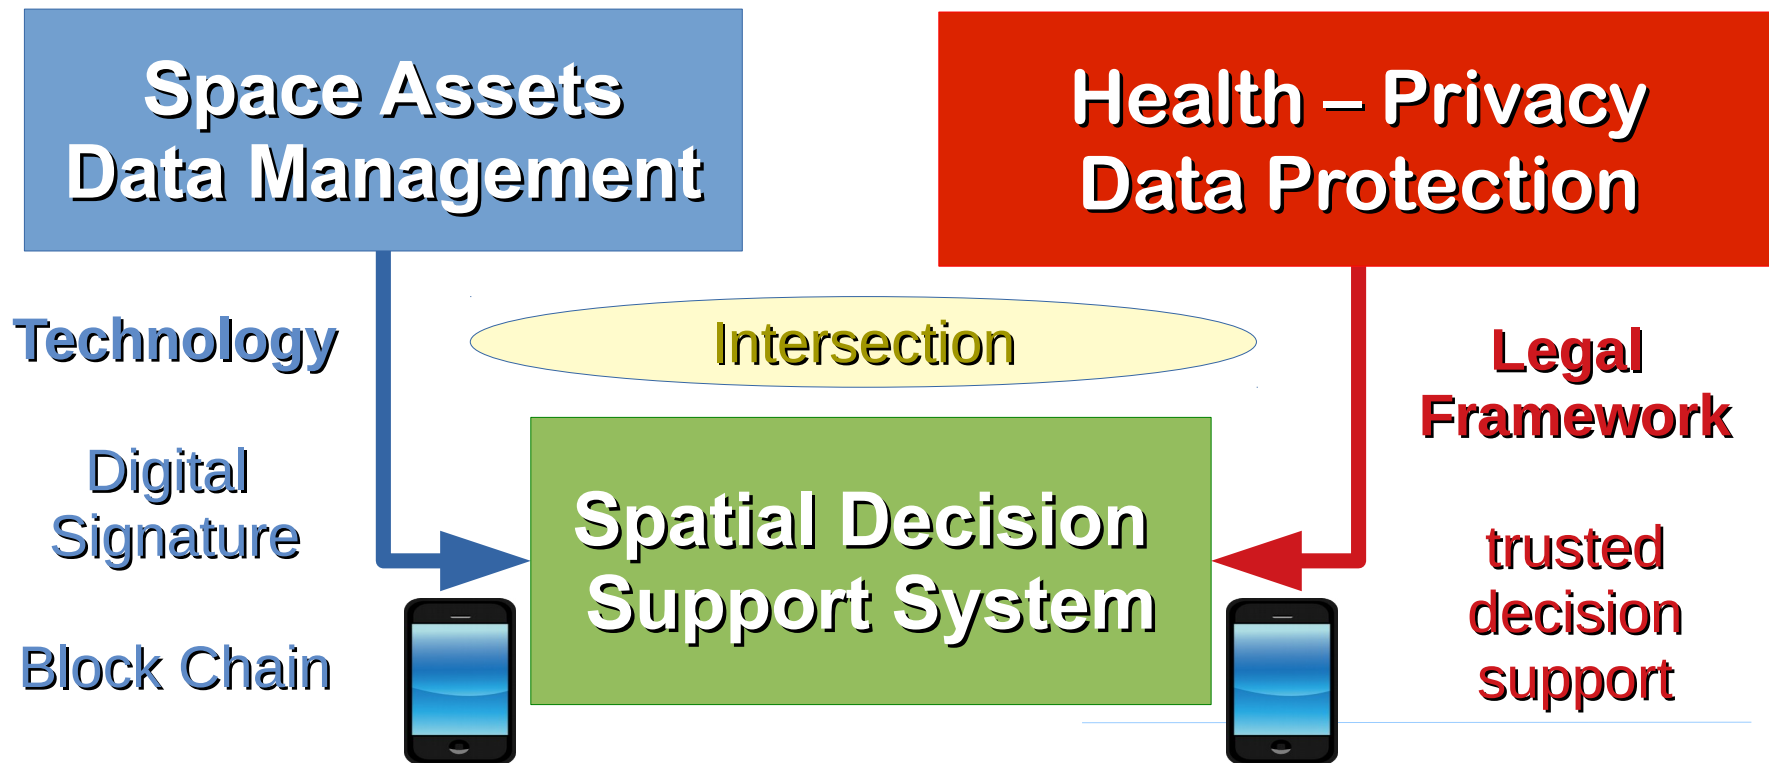 Space Assets
Data Management
Health – Privacy
Data Protection
Technology
Digital
Signature
Block Chain
Intersection
Spatial Decision
Support System
Legal
Framework
trusted
decision
support